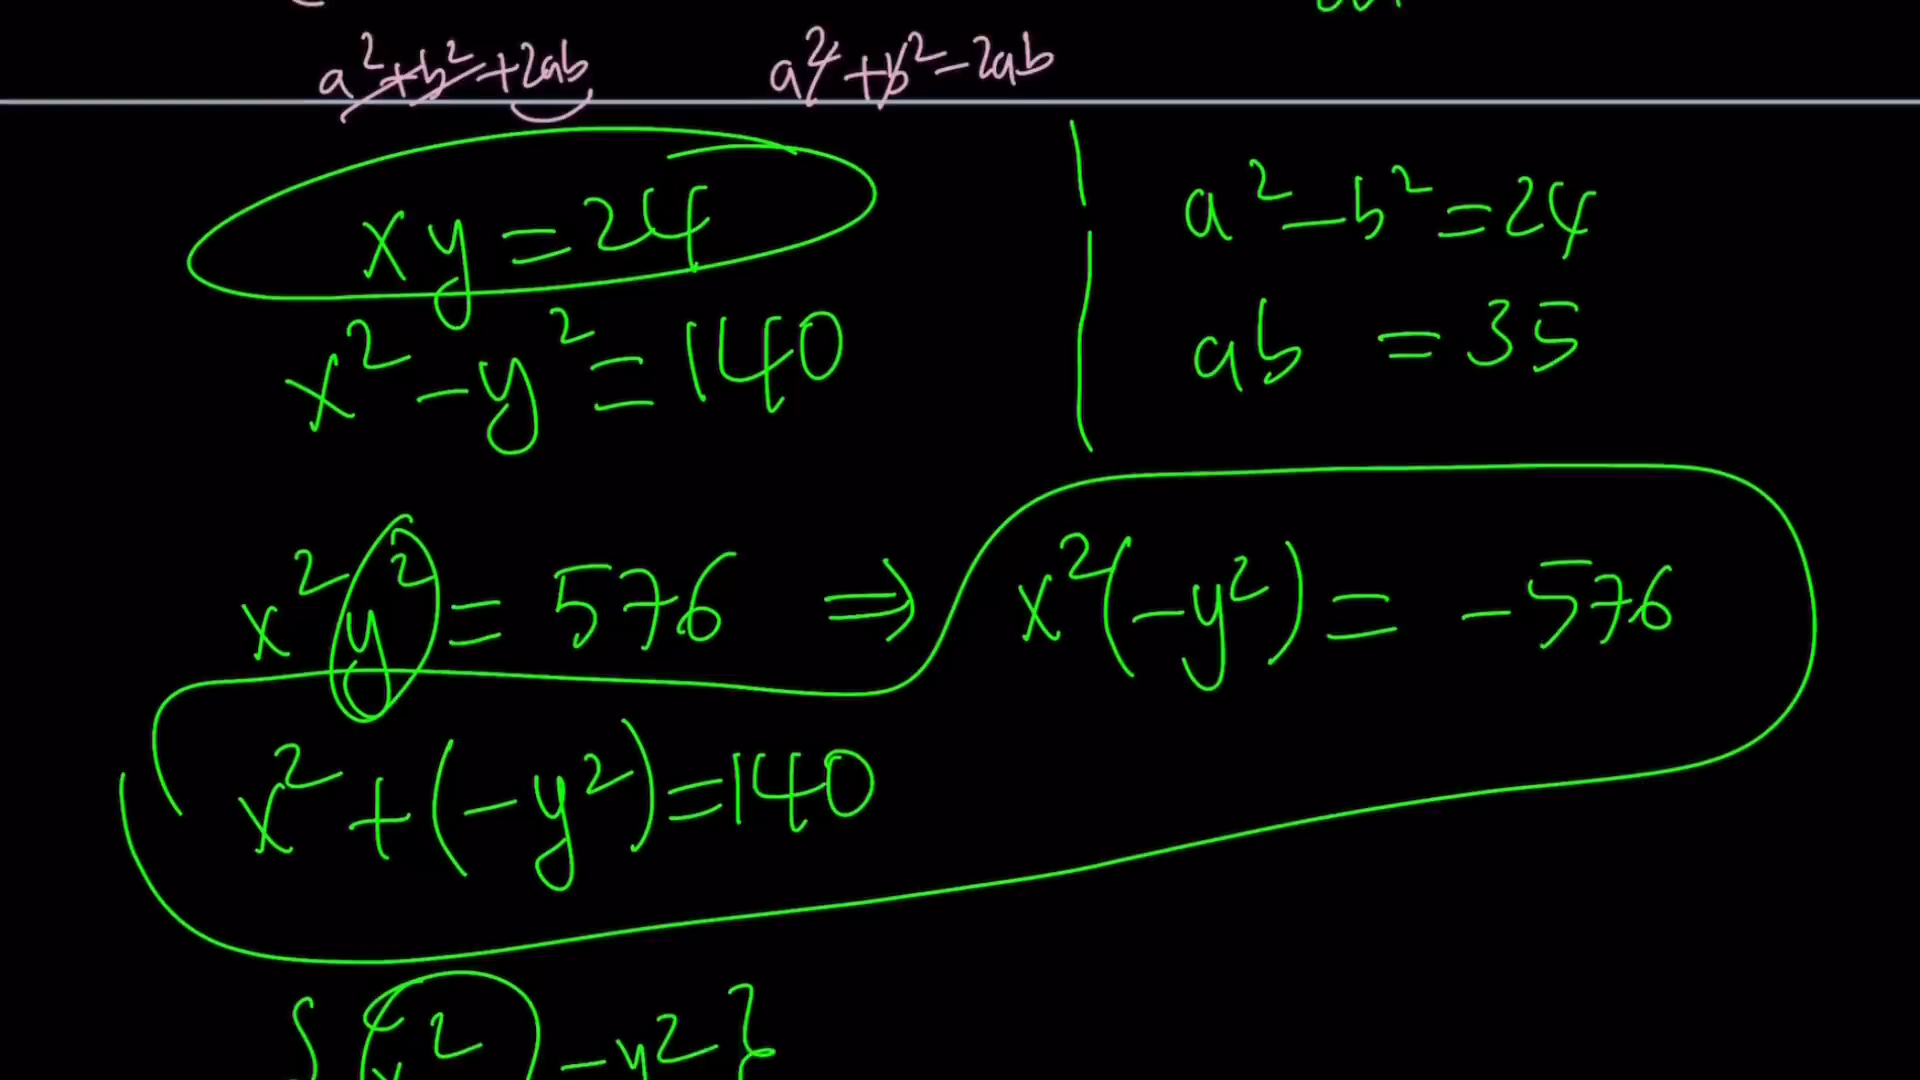 a² + b² + 2ab a² + b² - 2ab
xy = 24
x² - y² = 140
a² - b² = 24
ab = 35
x²y² = 576 ⇒ x²(-y²) = -576
x² + (-y²) = 140
{x², -y²}